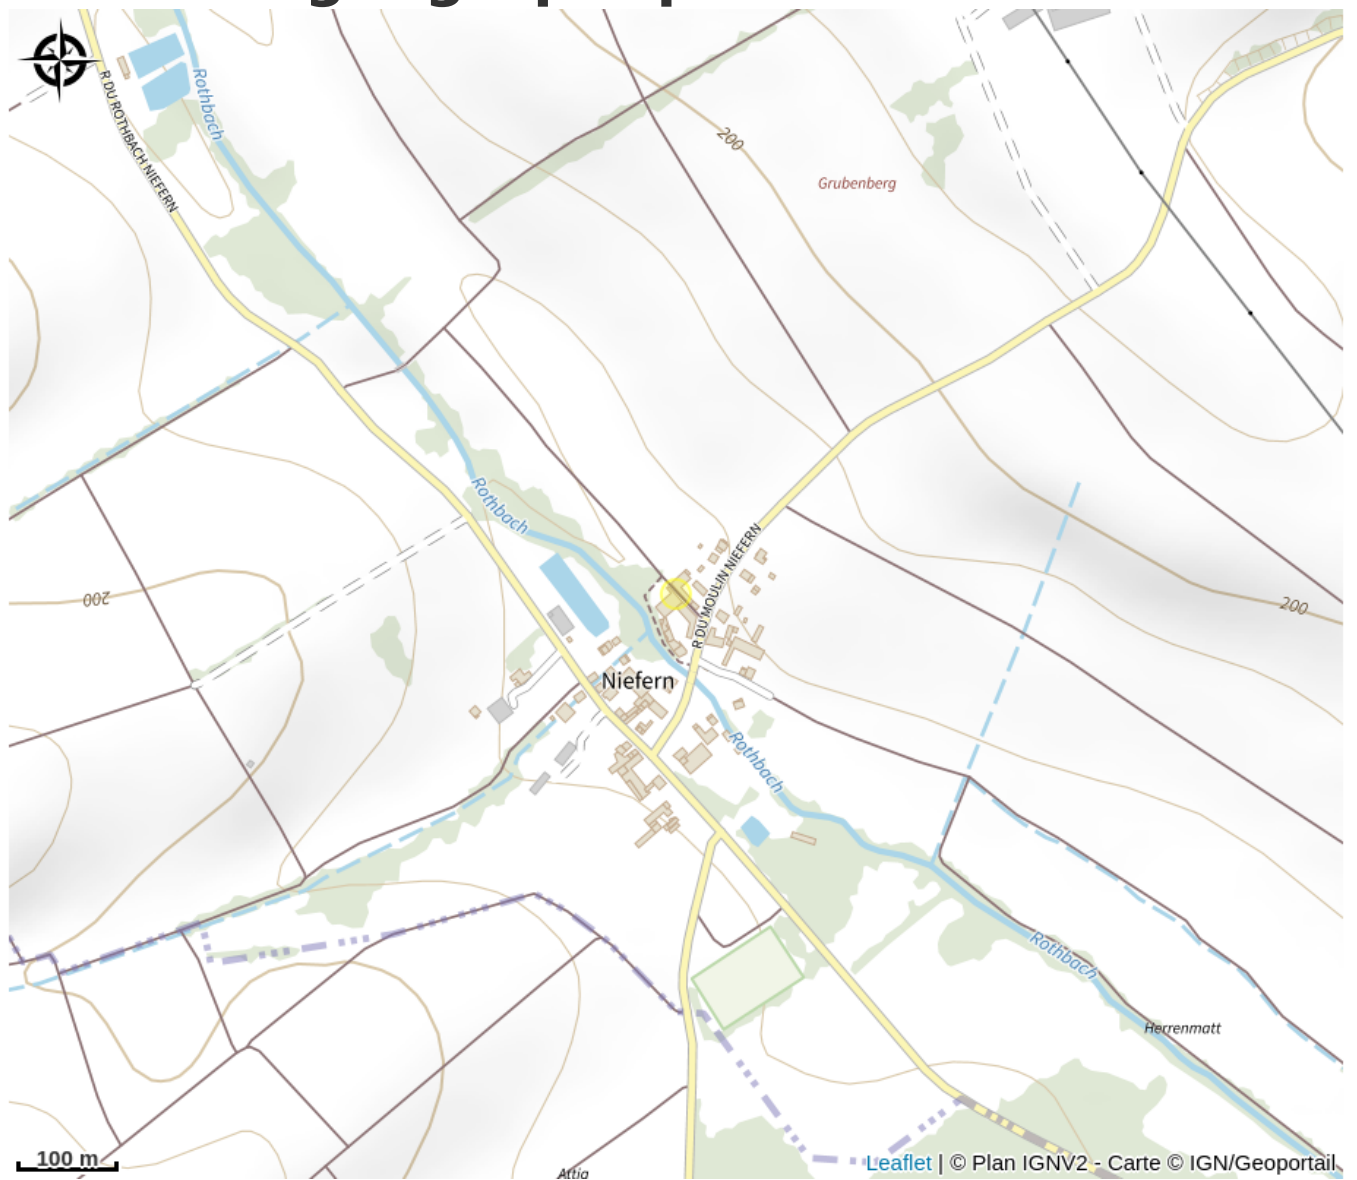 Rothbach
R DU ROTHBACH NIEFERN
200
Grubenberg
Rothbach
R DU MOULIN NIEFERN
200
200
Niefern
Rothbach
Rothbach
Herrenmatt
Attig
100 m
Leaflet | © Plan IGNV2 - Carte © IGN/Geoportail